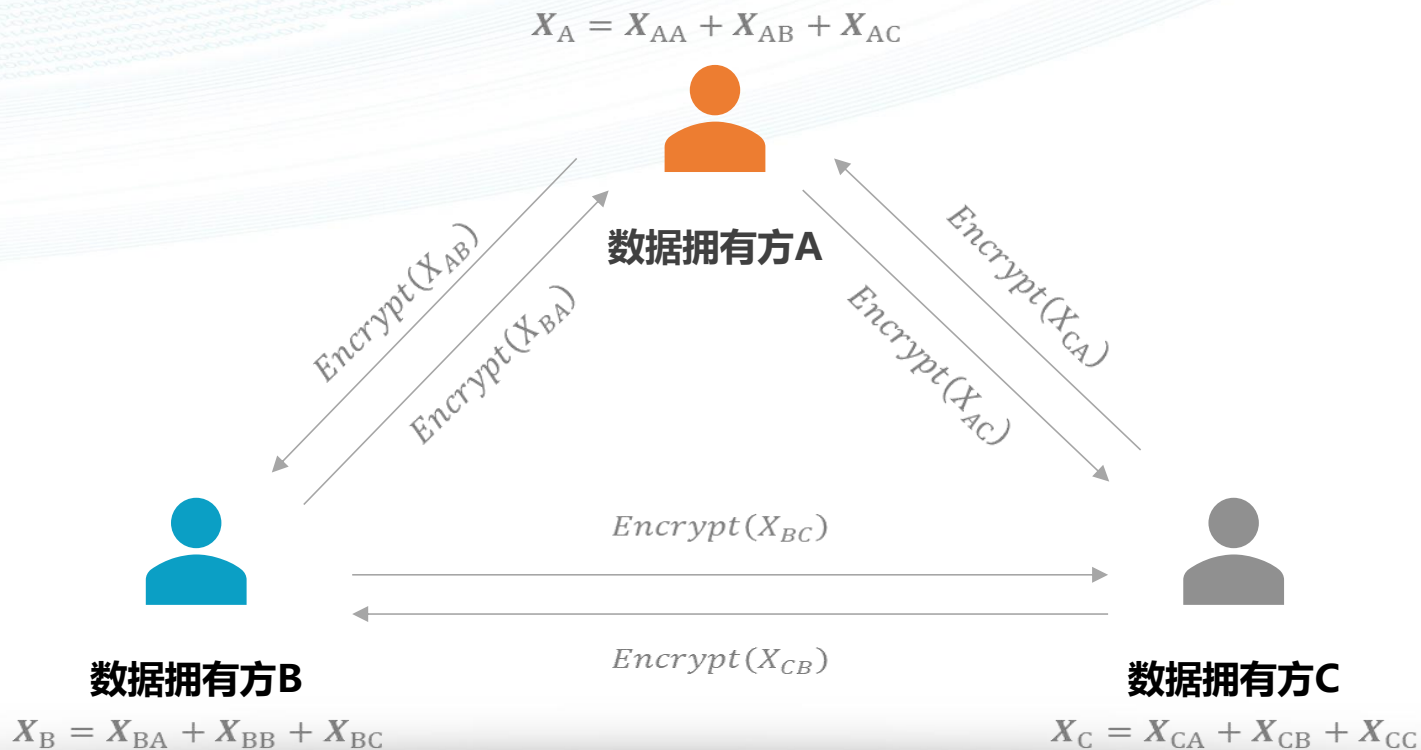 X_A = X_AA + X_AB + X_AC
数据拥有方A
Encrypt(X_AB)
Encrypt(X_BA)
Encrypt(X_CA)
Encrypt(X_AC)
Encrypt(X_BC)
Encrypt(X_CB)
数据拥有方B
数据拥有方C
X_B = X_BA + X_BB + X_BC
X_C = X_CA + X_CB + X_CC